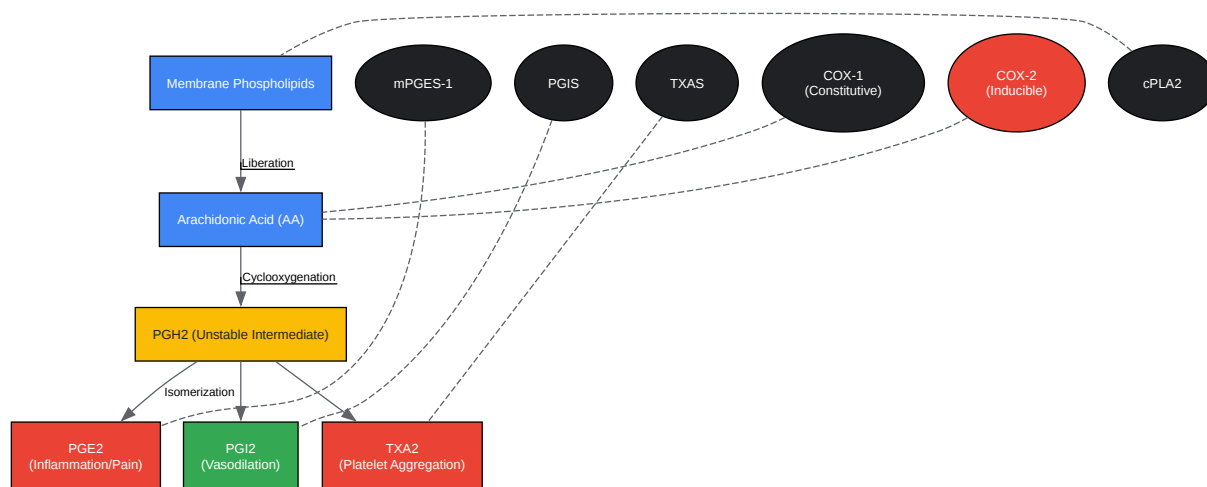 Membrane Phospholipids
mPGES-1
PGIS
TXAS
COX-1
(Constitutive)
COX-2
(Inducible)
cPLA2
Liberation
Arachidonic Acid (AA)
Cyclooxygenation
PGH2 (Unstable Intermediate)
Isomerization
PGE2
(Inflammation/Pain)
PGI2
(Vasodilation)
TXA2
(Platelet Aggregation)